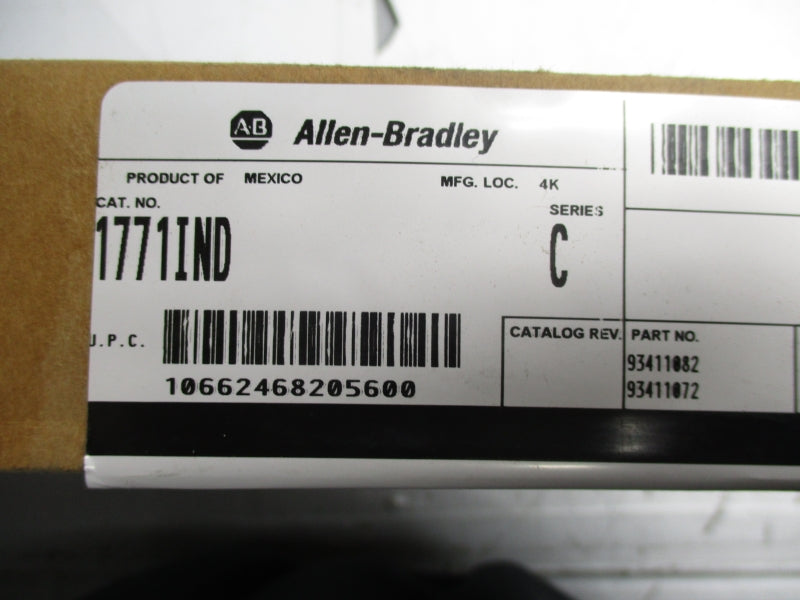 A-B Allen-Bradley
PRODUCT OF MEXICO MFG. LOC. 4K
CAT. NO. SERIES
1771IND C
U.P.C.
10662468205600
CATALOG REV. PART NO.
93411082
93411072